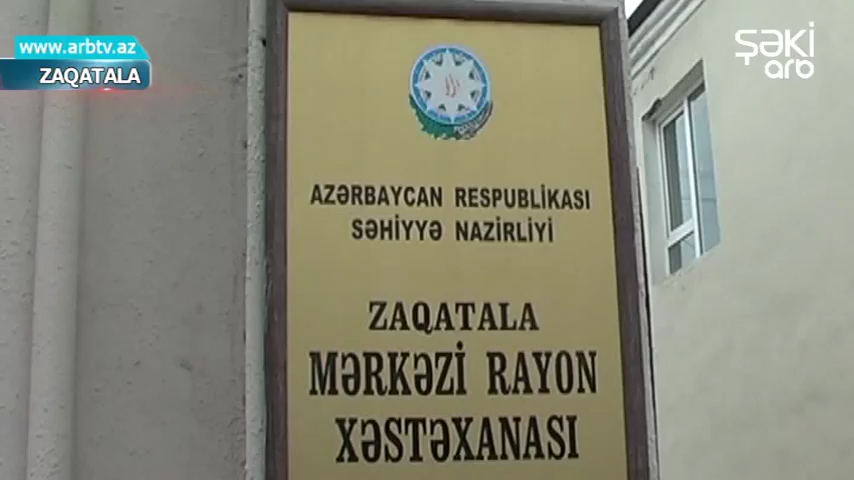 www.arbtv.az
ZAQATALA
ŞƏKİ
arb
AZƏRBAYCAN RESPUBLİKASI
SƏHİYYƏ NAZİRLİYİ
ZAQATALA
MƏRKƏZİ RAYON
XƏSTƏXANASI